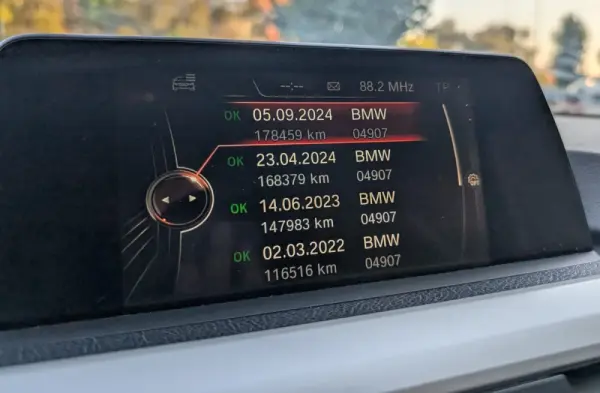 --:-- 88.2 MHz TP
OK 05.09.2024 BMW
178459 km 04907
OK 23.04.2024 BMW
168379 km 04907
OK 14.06.2023 BMW
147983 km 04907
OK 02.03.2022 BMW
116516 km 04907